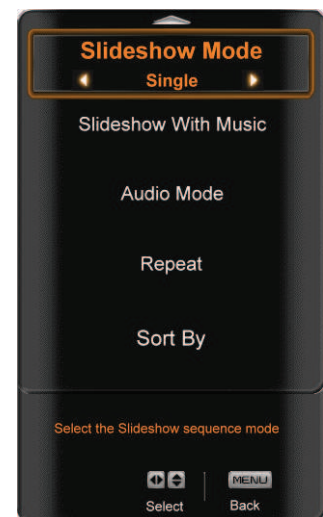 Slideshow Mode
Single
Slideshow With Music
Audio Mode
Repeat
Sort By
Select the Slideshow sequence mode
MENU
Select Back